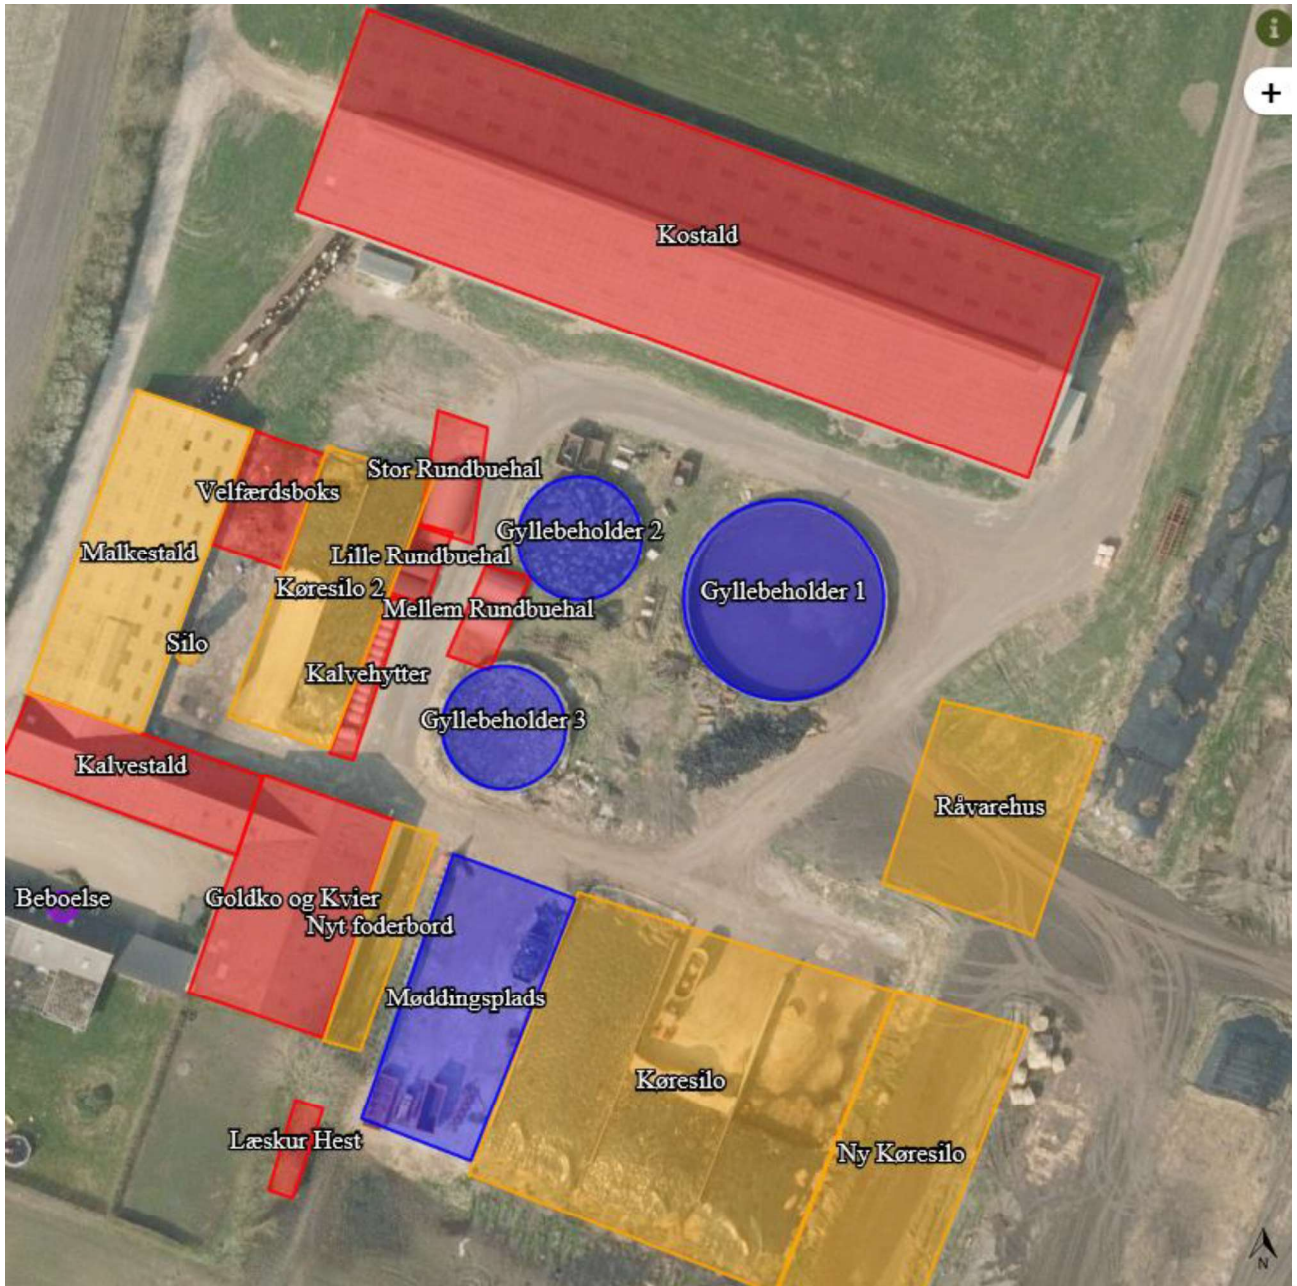 i
+
Kostald
Stor Rundbuehal
Velfærdsboks
Gyllebeholder 2
Malkestald
Lille Rundbuehal
Køresilo 2
Gyllebeholder 1
Mellem Rundbuehal
Silo
Kalvehytter
Gyllebeholder 3
Kalvestald
Råvarehus
Beboelse
Goldko og Kvier
Nyt foderbord
Møddingsplads
Køresilo
Læskur Hest
Ny Køresilo
N